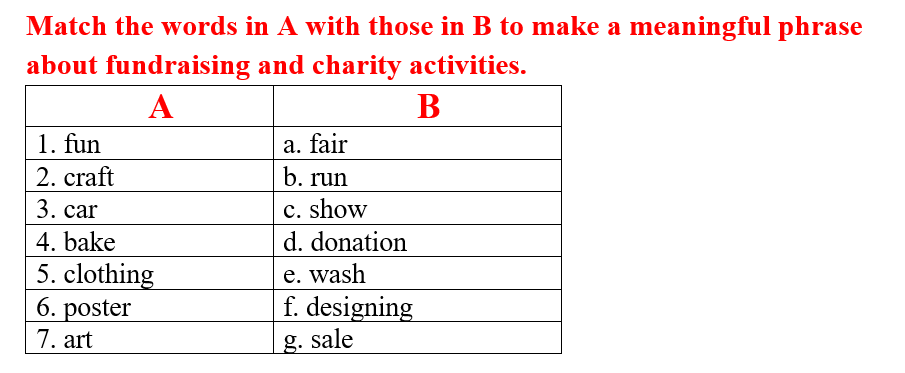 Match the words in A with those in B to make a meaningful phrase
about fundraising and charity activities.
A B
1. fun a. fair
2. craft b. run
3. car c. show
4. bake d. donation
5. clothing e. wash
6. poster f. designing
7. art g. sale